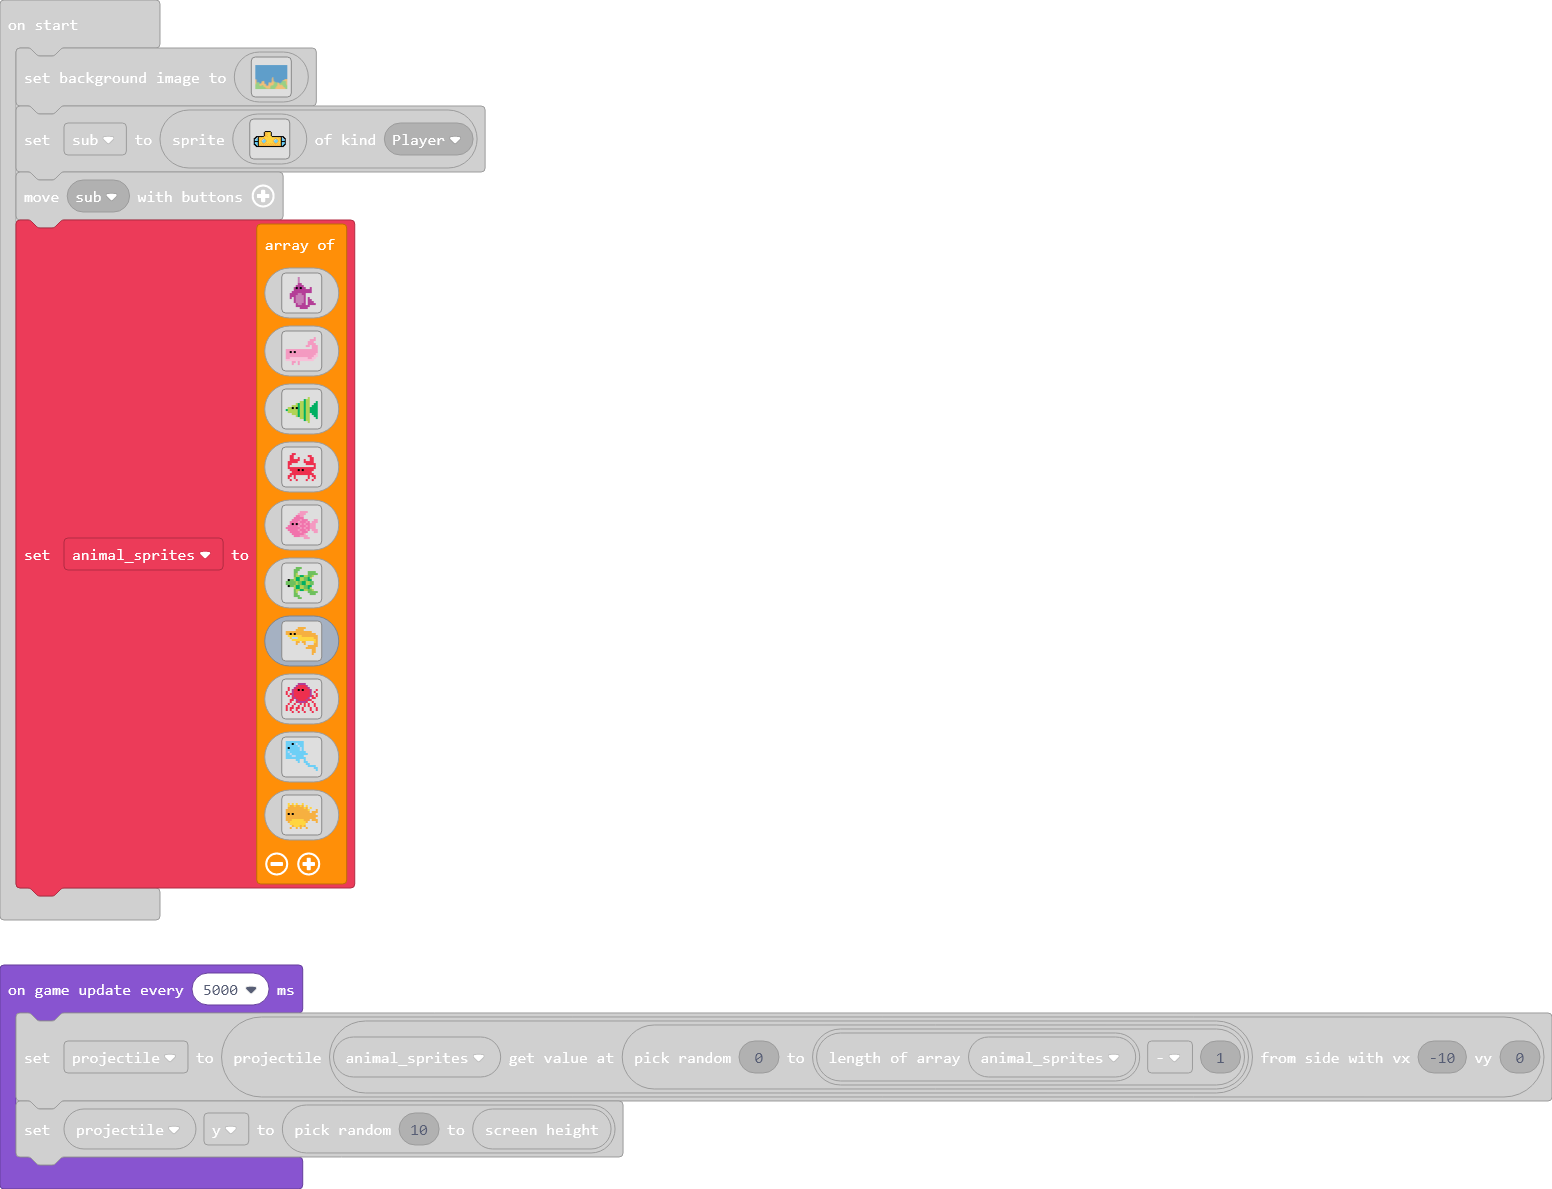 on start
set background image to
set sub to sprite of kind Player
move sub with buttons
array of
set animal_sprites to
on game update every 5000 ms
set projectile to projectile animal_sprites get value at pick random 0 to length of array animal_sprites - 1 from side with vx -10 vy 0
set projectile y to pick random 10 to screen height